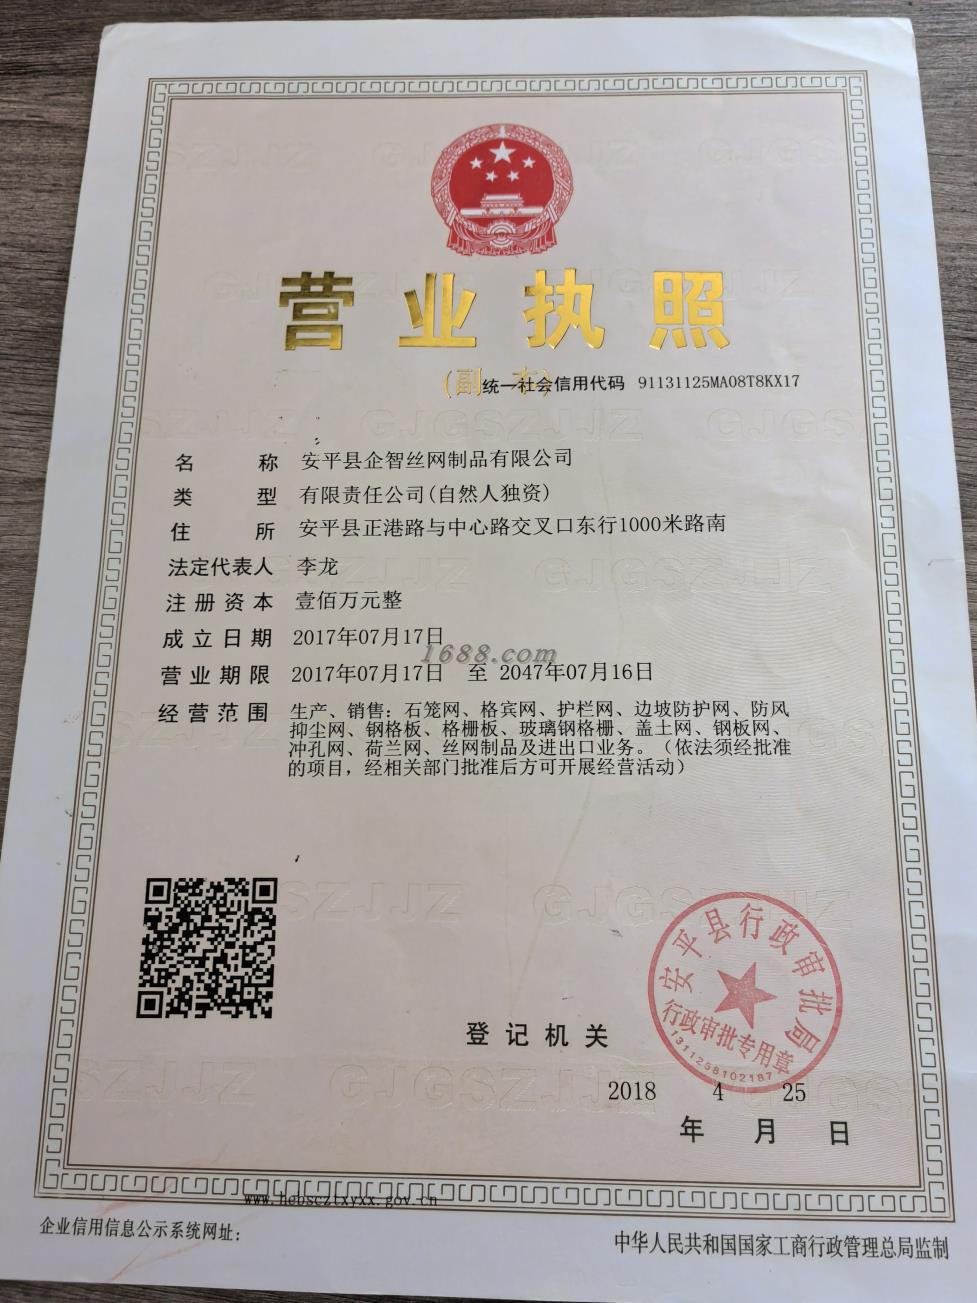 营业执照
(副本)
统一社会信用代码 91131125MA08T8KX17
名称 安平县企智丝网制品有限公司
类型 有限责任公司(自然人独资)
住所 安平县正港路与中心路交叉口东行1000米路南
法定代表人 李龙
注册资本 壹佰万元整
成立日期 2017年07月17日
1688.com
营业期限 2017年07月17日 至 2047年07月16日
经营范围 生产、销售：石笼网、格宾网、护栏网、边坡防护网、防风
抑尘网、钢格板、格栅板、玻璃钢格栅、盖土网、钢板网、
冲孔网、荷兰网、丝网制品及进出口业务。（依法须经批准
的项目，经相关部门批准后方可开展经营活动）
安平县行政审批局
行政审批专用章
1311258102187
登记机关
2018 4 25
年 月 日
www.hebscztxyxx.gov.cn
企业信用信息公示系统网址：
中华人民共和国国家工商行政管理总局监制